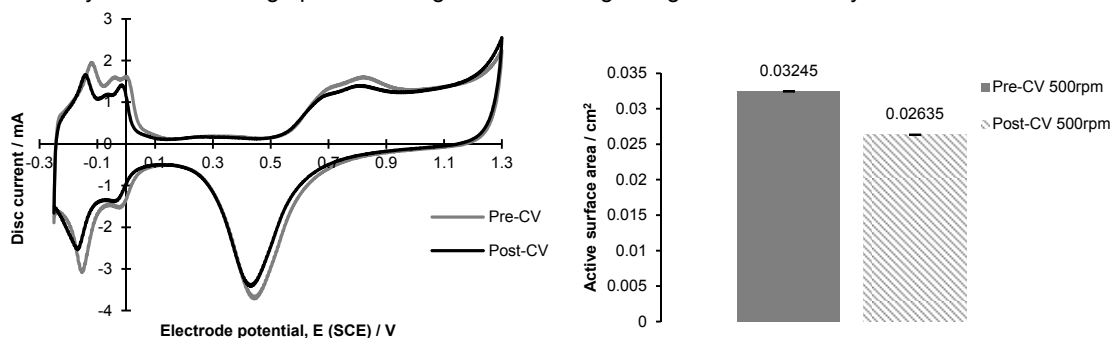 3
2
1
0
-1
-2
-3
-4
-0.3 -0.1 0.1 0.3 0.5 0.7 0.9 1.1 1.3
Disc current / mA
Electrode potential, E (SCE) / V
Pre-CV
Post-CV
0.035
0.03
0.025
0.02
0.015
0.01
0.005
0
Active surface area / cm²
0.03245
0.02635
Pre-CV 500rpm
Post-CV 500rpm